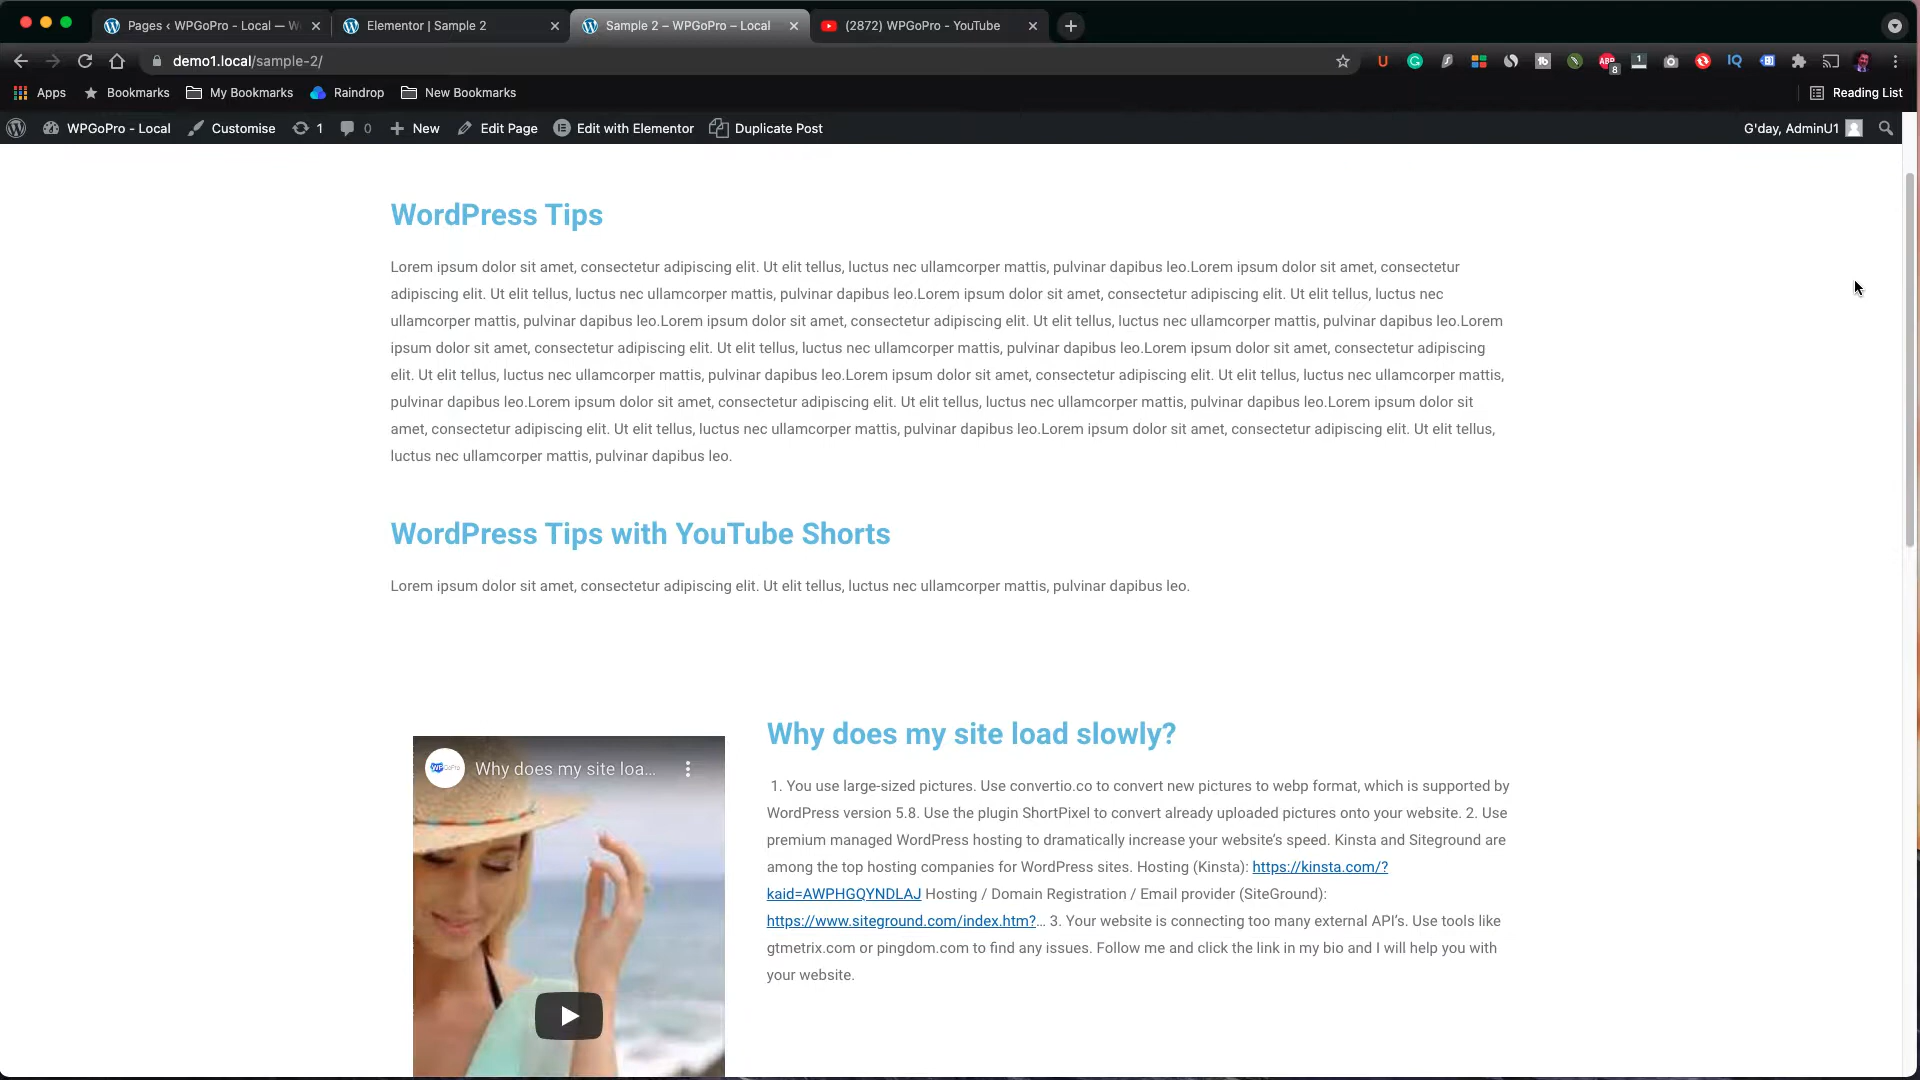 Pages ‹ WPGoPro - Local — W
Elementor | Sample 2
Sample 2 – WPGoPro – Local
(2872) WPGoPro - YouTube
demo1.local/sample-2/
Apps
Bookmarks
My Bookmarks
Raindrop
New Bookmarks
Reading List
WPGoPro - Local
Customise
1
0
New
Edit Page
Edit with Elementor
Duplicate Post
G'day, AdminU1
WordPress Tips
Lorem ipsum dolor sit amet, consectetur adipiscing elit. Ut elit tellus, luctus nec ullamcorper mattis, pulvinar dapibus leo.Lorem ipsum dolor sit amet, consectetur
adipiscing elit. Ut elit tellus, luctus nec ullamcorper mattis, pulvinar dapibus leo.Lorem ipsum dolor sit amet, consectetur adipiscing elit. Ut elit tellus, luctus nec
ullamcorper mattis, pulvinar dapibus leo.Lorem ipsum dolor sit amet, consectetur adipiscing elit. Ut elit tellus, luctus nec ullamcorper mattis, pulvinar dapibus leo.Lorem
ipsum dolor sit amet, consectetur adipiscing elit. Ut elit tellus, luctus nec ullamcorper mattis, pulvinar dapibus leo.Lorem ipsum dolor sit amet, consectetur adipiscing
elit. Ut elit tellus, luctus nec ullamcorper mattis, pulvinar dapibus leo.Lorem ipsum dolor sit amet, consectetur adipiscing elit. Ut elit tellus, luctus nec ullamcorper mattis,
pulvinar dapibus leo.Lorem ipsum dolor sit amet, consectetur adipiscing elit. Ut elit tellus, luctus nec ullamcorper mattis, pulvinar dapibus leo.Lorem ipsum dolor sit
amet, consectetur adipiscing elit. Ut elit tellus, luctus nec ullamcorper mattis, pulvinar dapibus leo.Lorem ipsum dolor sit amet, consectetur adipiscing elit. Ut elit tellus,
luctus nec ullamcorper mattis, pulvinar dapibus leo.
WordPress Tips with YouTube Shorts
Lorem ipsum dolor sit amet, consectetur adipiscing elit. Ut elit tellus, luctus nec ullamcorper mattis, pulvinar dapibus leo.
Why does my site loa...
Why does my site load slowly?
1. You use large-sized pictures. Use convertio.co to convert new pictures to webp format, which is supported by
WordPress version 5.8. Use the plugin ShortPixel to convert already uploaded pictures onto your website. 2. Use
premium managed WordPress hosting to dramatically increase your website’s speed. Kinsta and Siteground are
among the top hosting companies for WordPress sites. Hosting (Kinsta): https://kinsta.com/?
kaid=AWPHGQYNDLAJ Hosting / Domain Registration / Email provider (SiteGround):
https://www.siteground.com/index.htm?… 3. Your website is connecting too many external API’s. Use tools like
gtmetrix.com or pingdom.com to find any issues. Follow me and click the link in my bio and I will help you with
your website.